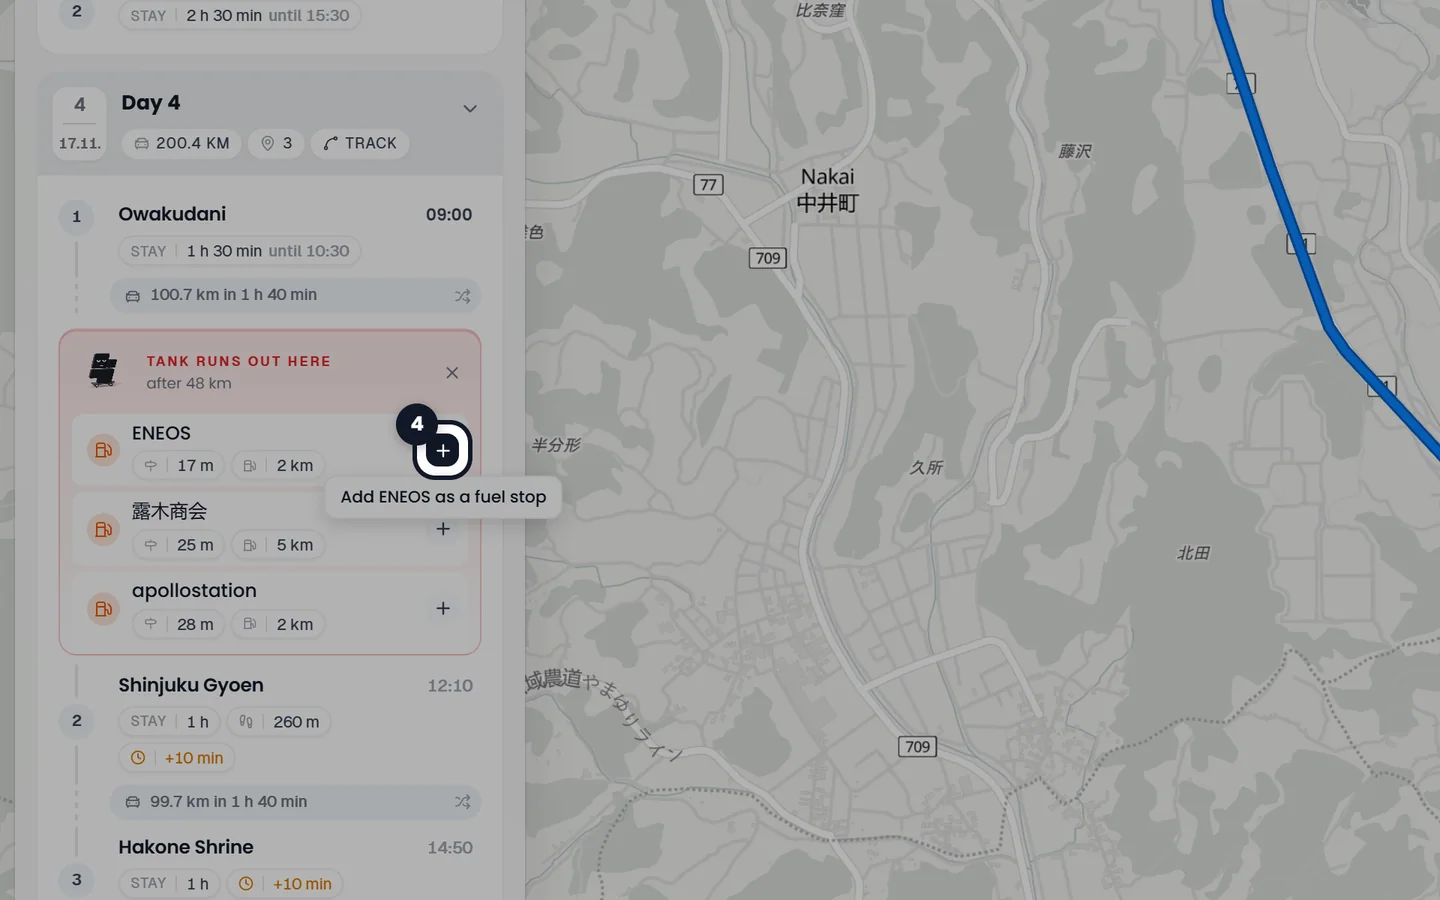 2
STAY 2 h 30 min until 15:30
4
17.11.
Day 4
200.4 KM
3
TRACK
1
Owakudani
09:00
STAY 1 h 30 min until 10:30
100.7 km in 1 h 40 min
TANK RUNS OUT HERE
after 48 km
ENEOS
17 m
2 km
4
Add ENEOS as a fuel stop
露木商会
25 m
5 km
apollostation
28 m
2 km
2
Shinjuku Gyoen
12:10
STAY 1 h
260 m
+10 min
99.7 km in 1 h 40 min
3
Hakone Shrine
14:50
STAY 1 h
+10 min
比奈窪
藤沢
77
Nakai
中井町
色
709
半分形
久所
北田
域農道やまゆりライン
709